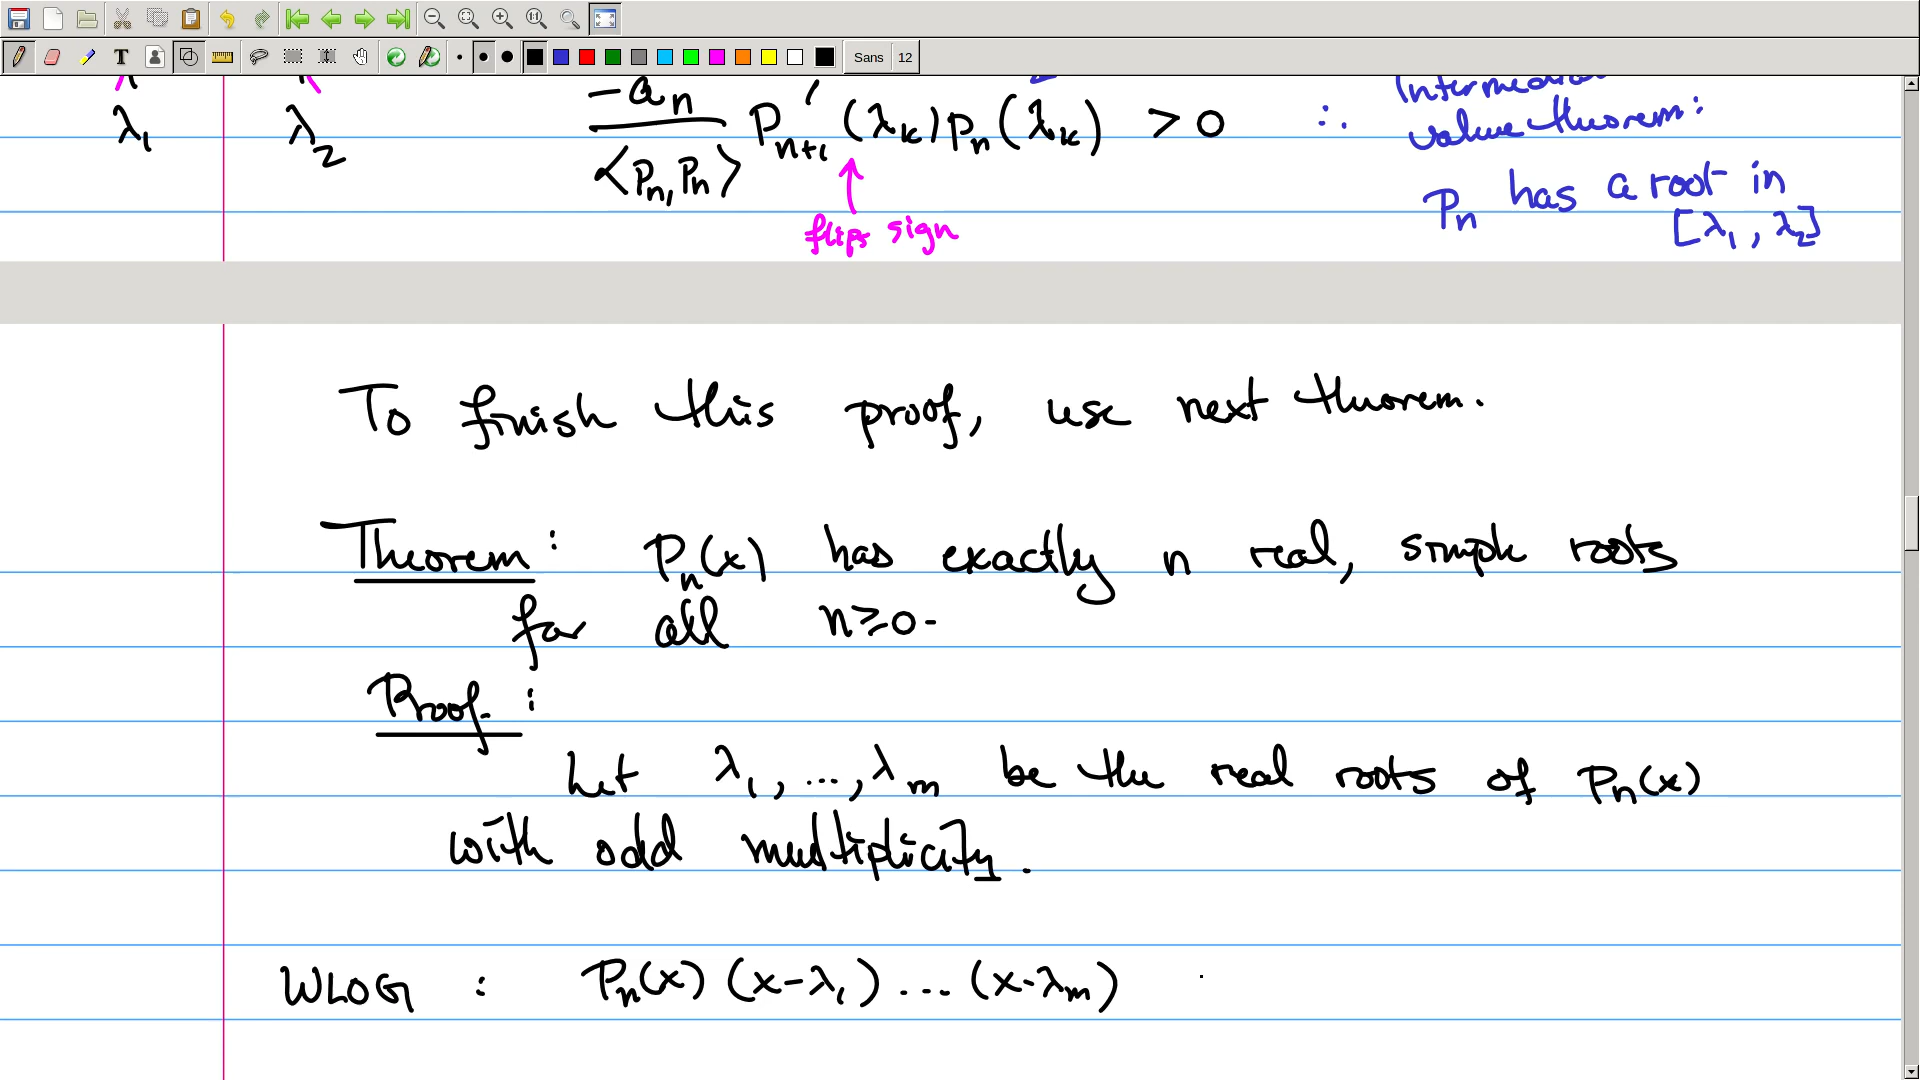 T
Sans 12
-aₙ
Intermediate
λ₁ λ₂ ―― P'ₙ₊₁(λₖ)pₙ(λₖ) > 0 ∴ value theorem:
<Pₙ, Pₙ>
Pₙ has a root in
flips sign
[λ₁, λ₂]
To finish this proof, use next theorem.
Theorem: Pₙ(x) has exactly n real, simple roots
for all n≥0.
Proof:
Let λ₁, ..., λₘ be the real roots of Pₙ(x)
with odd multiplicity.
WLOG : Pₙ(x) (x-λ₁) ... (x-λₘ)